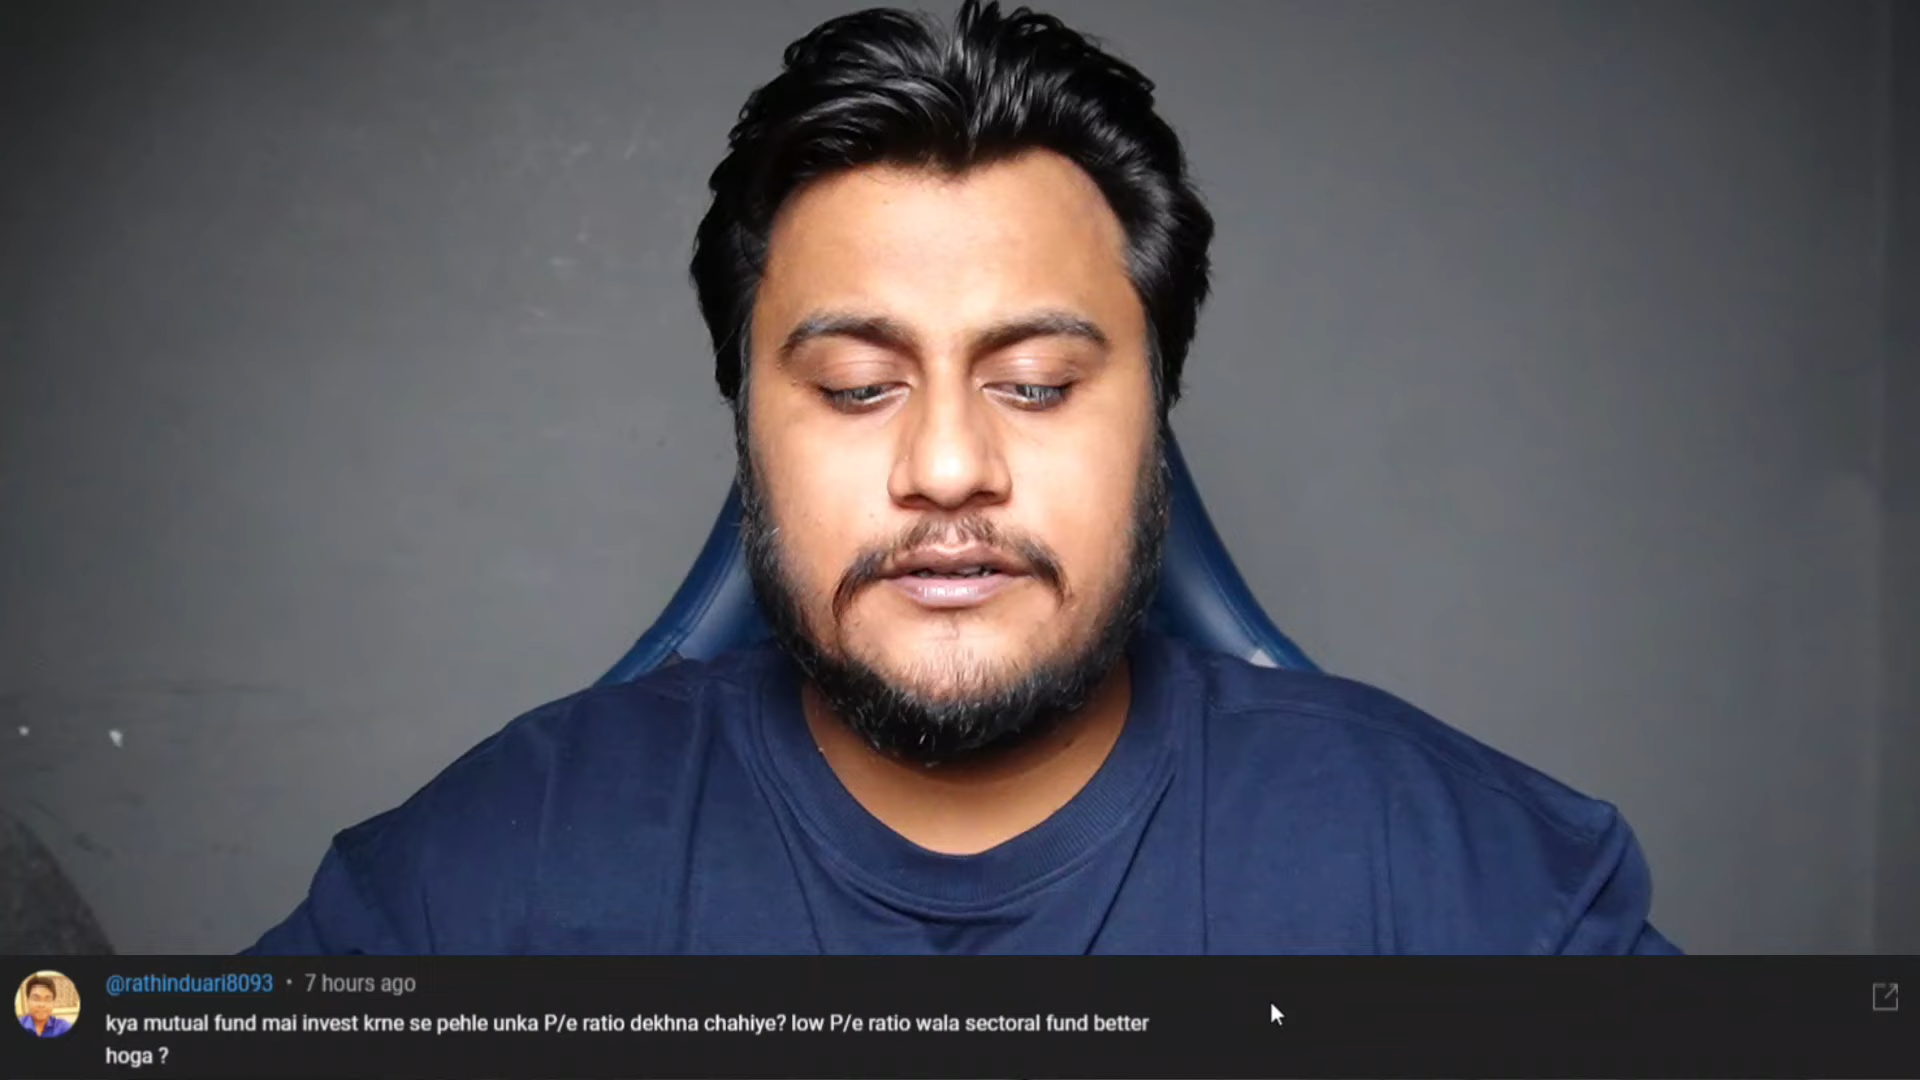 @rathinduari8093 • 7 hours ago
kya mutual fund mai invest krne se pehle unka P/e ratio dekhna chahiye? low P/e ratio wala sectoral fund better
hoga ?